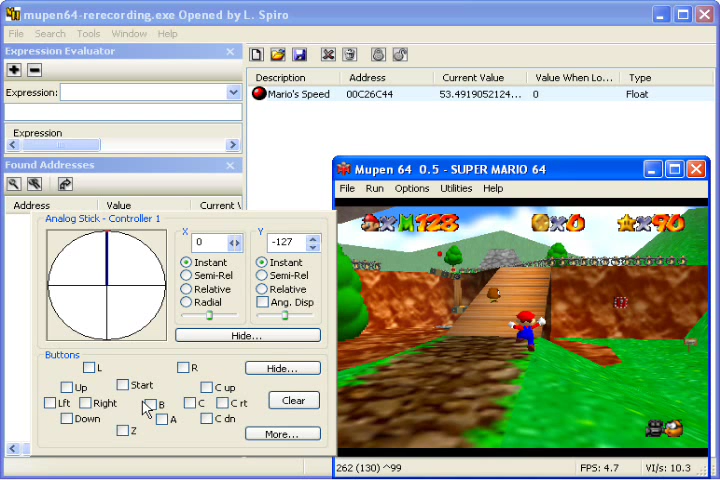 mupen64-rerecording.exe Opened by L. Spiro
File Search Tools Window Help
Expression Evaluator
Expression:
Expression
Found Addresses
Address Value Current V
Description Address Current Value Value When Lo... Type
Mario's Speed 00C26C44 53.4919052124... 0 Float
Mupen 64 0.5 - SUPER MARIO 64
File Run Options Utilities Help
M×123 ×0 ×90
Analog Stick - Controller 1
X Y
0 -127
Instant Instant
Semi-Rel Semi-Rel
Relative Relative
Radial Ang. Disp
Hide...
Buttons
L R Hide...
Up Start C up
Lft Right B C C rt Clear
Down A C dn
Z More...
262 (130) ^99 FPS: 4.7 VI/s: 10.3